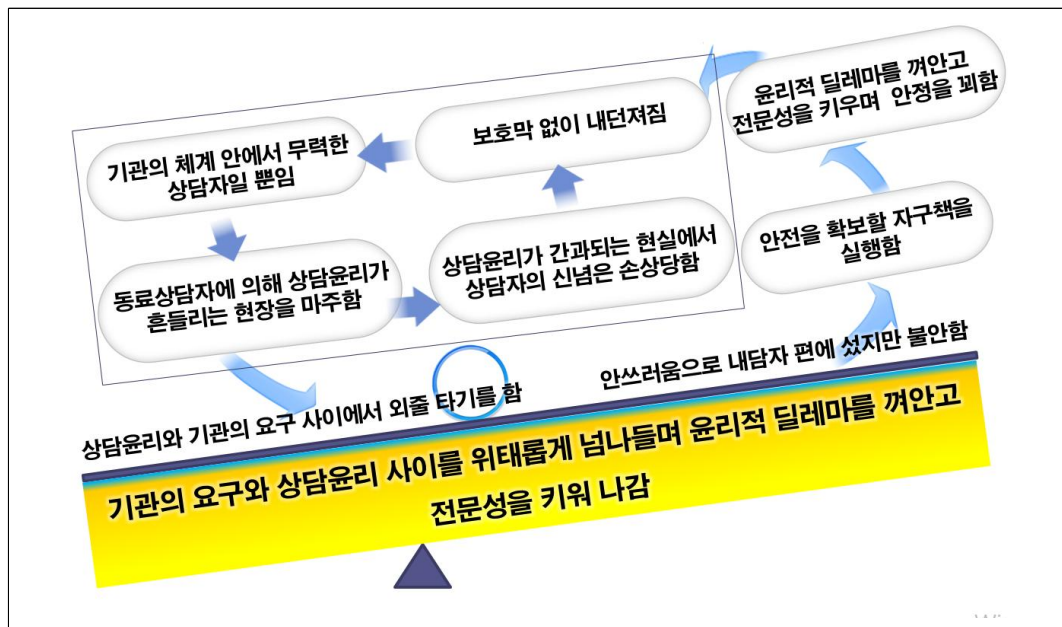 윤리적 딜레마를 껴안고
전문성을 키우며 안정을 꾀함
보호막 없이 내던져짐
기관의 체계 안에서 무력한
상담자일 뿐임
안전을 확보할 자구책을
실행함
상담윤리가 간과되는 현실에서
상담자의 신념은 손상당함
동료상담자에 의해 상담윤리가
흔들리는 현장을 마주함
안쓰러움으로 내담자 편에 섰지만 불안함
상담윤리와 기관의 요구 사이에서 외줄 타기를 함
기관의 요구와 상담윤리 사이를 위태롭게 넘나들며 윤리적 딜레마를 껴안고
전문성을 키워 나감